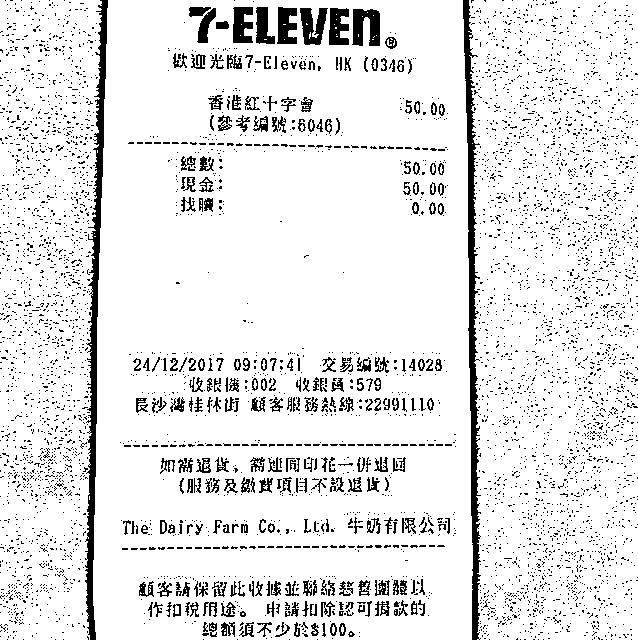 7-ELEVEN®
歡迎光臨7-Eleven, HK (0346)
香港紅十字會 50.00
(參考編號:6046)
總數: 50.00
現金: 50.00
找贖: 0.00
24/12/2017 09:07:41 交易編號:14028
收銀機:002 收銀員:579
長沙灣桂林街 顧客服務熱線:22991110
如需退貨，需連同印花一併退回
(服務及繳費項目不設退貨)
The Dairy Farm Co., Ltd. 牛奶有限公司
顧客請保留此收據並聯絡慈善團體以
作扣稅用途。 申請扣除認可捐款的
總額須不少於$100。